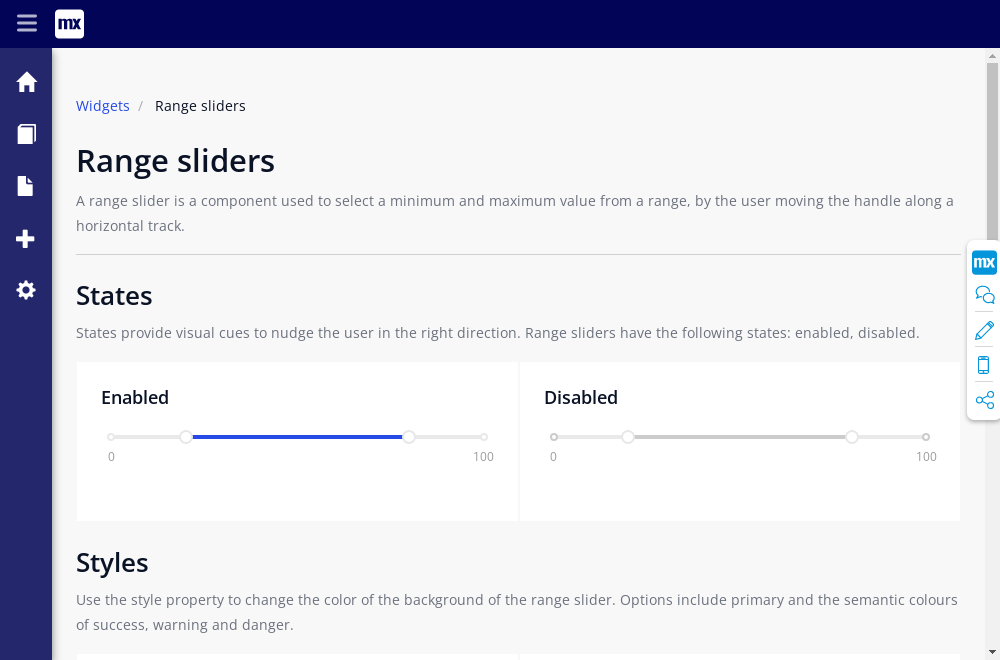 mx
Widgets / Range sliders
Range sliders
A range slider is a component used to select a minimum and maximum value from a range, by the user moving the handle along a
horizontal track.
mx
States
States provide visual cues to nudge the user in the right direction. Range sliders have the following states: enabled, disabled.
Enabled
0 100
Disabled
0 100
Styles
Use the style property to change the color of the background of the range slider. Options include primary and the semantic colours
of success, warning and danger.